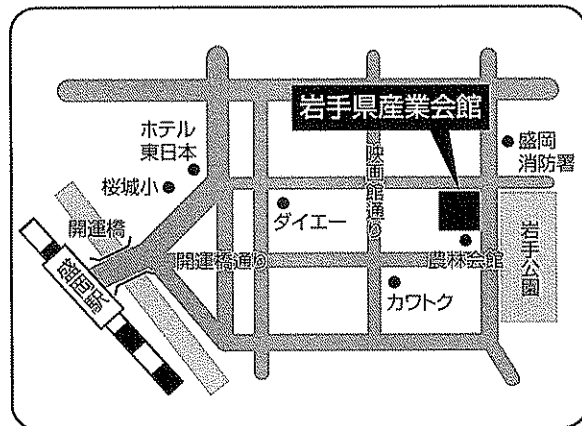 岩手県産業会館
ホテル
東日本
盛岡
消防署
映画館通り
桜城小
ダイエー
開運橋
開運橋通り
農林会館
岩手公園
盛岡駅
カワトク